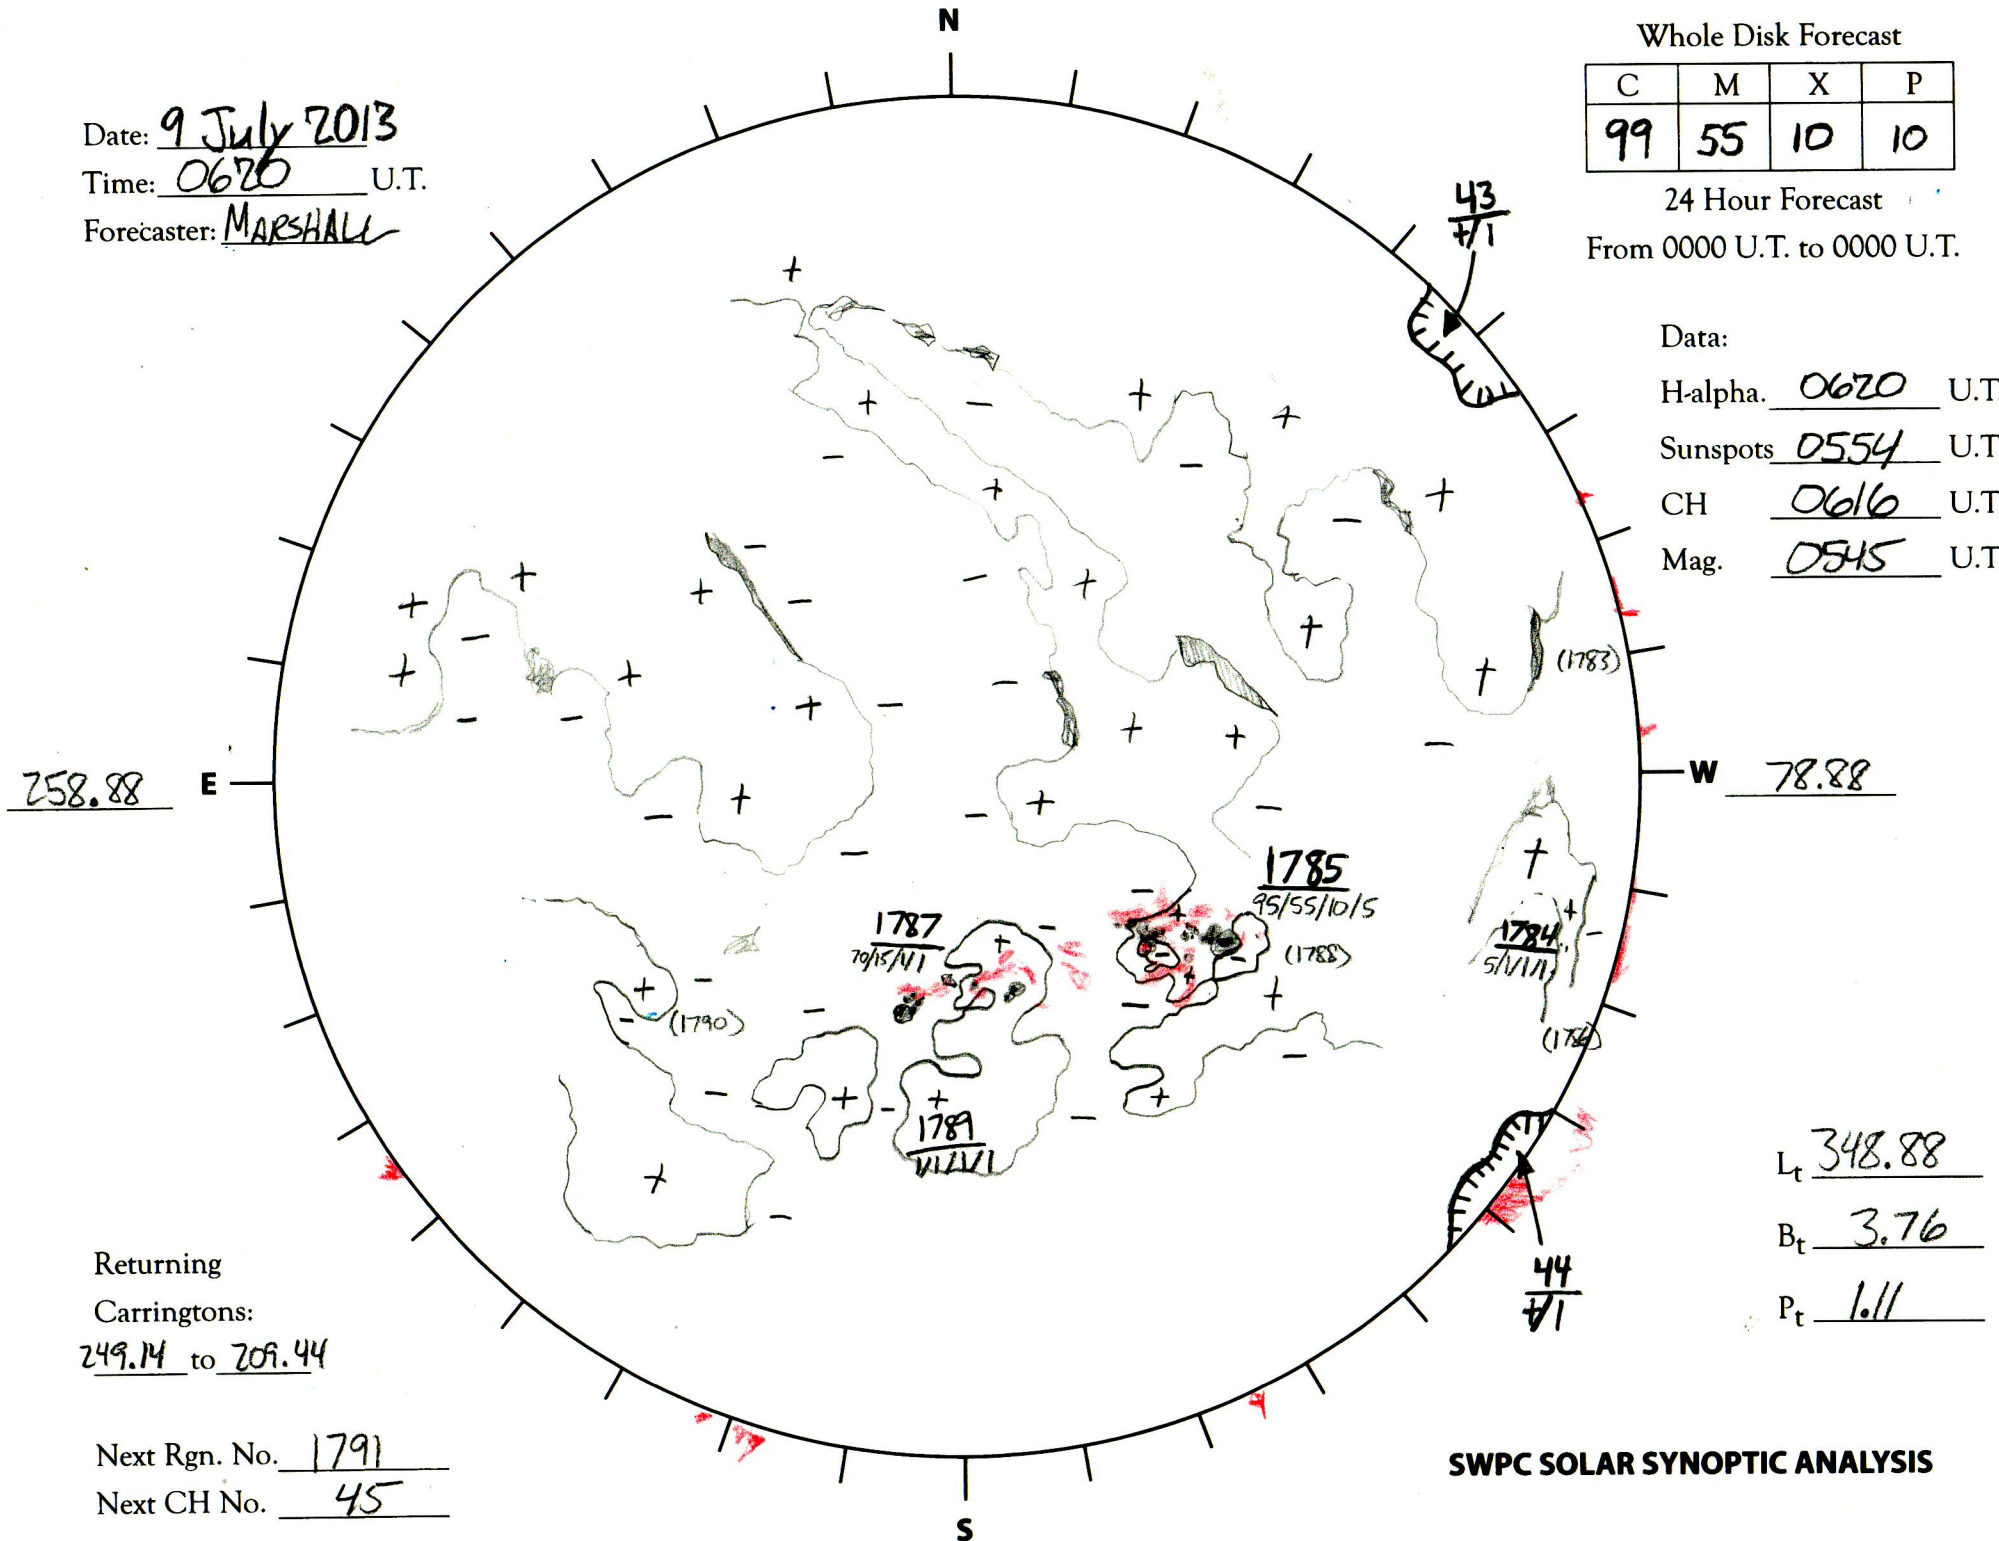 N
Whole Disk Forecast
C M X P
99 55 10 10
24 Hour Forecast
From 0000 U.T. to 0000 U.T.
Date: 9 July 2013
Time: 0620 U.T.
Forecaster: MARSHALL
43
+/1
Data:
H-alpha. 0620 U.T.
Sunspots 0554 U.T
CH 0616 U.T
Mag. 0545 U.T
(1783)
258.88 E
W 78.88
1785
95/55/10/5
1787
70/15/1/1
(1788)
1784
5/1/1/1
(1790)
(1786)
1789
1/1/1/1
Lt 348.88
Bt 3.76
Pt 1.11
44
+/1
Returning
Carringtons:
249.14 to 209.44
Next Rgn. No. 1791
Next CH No. 45
SWPC SOLAR SYNOPTIC ANALYSIS
S